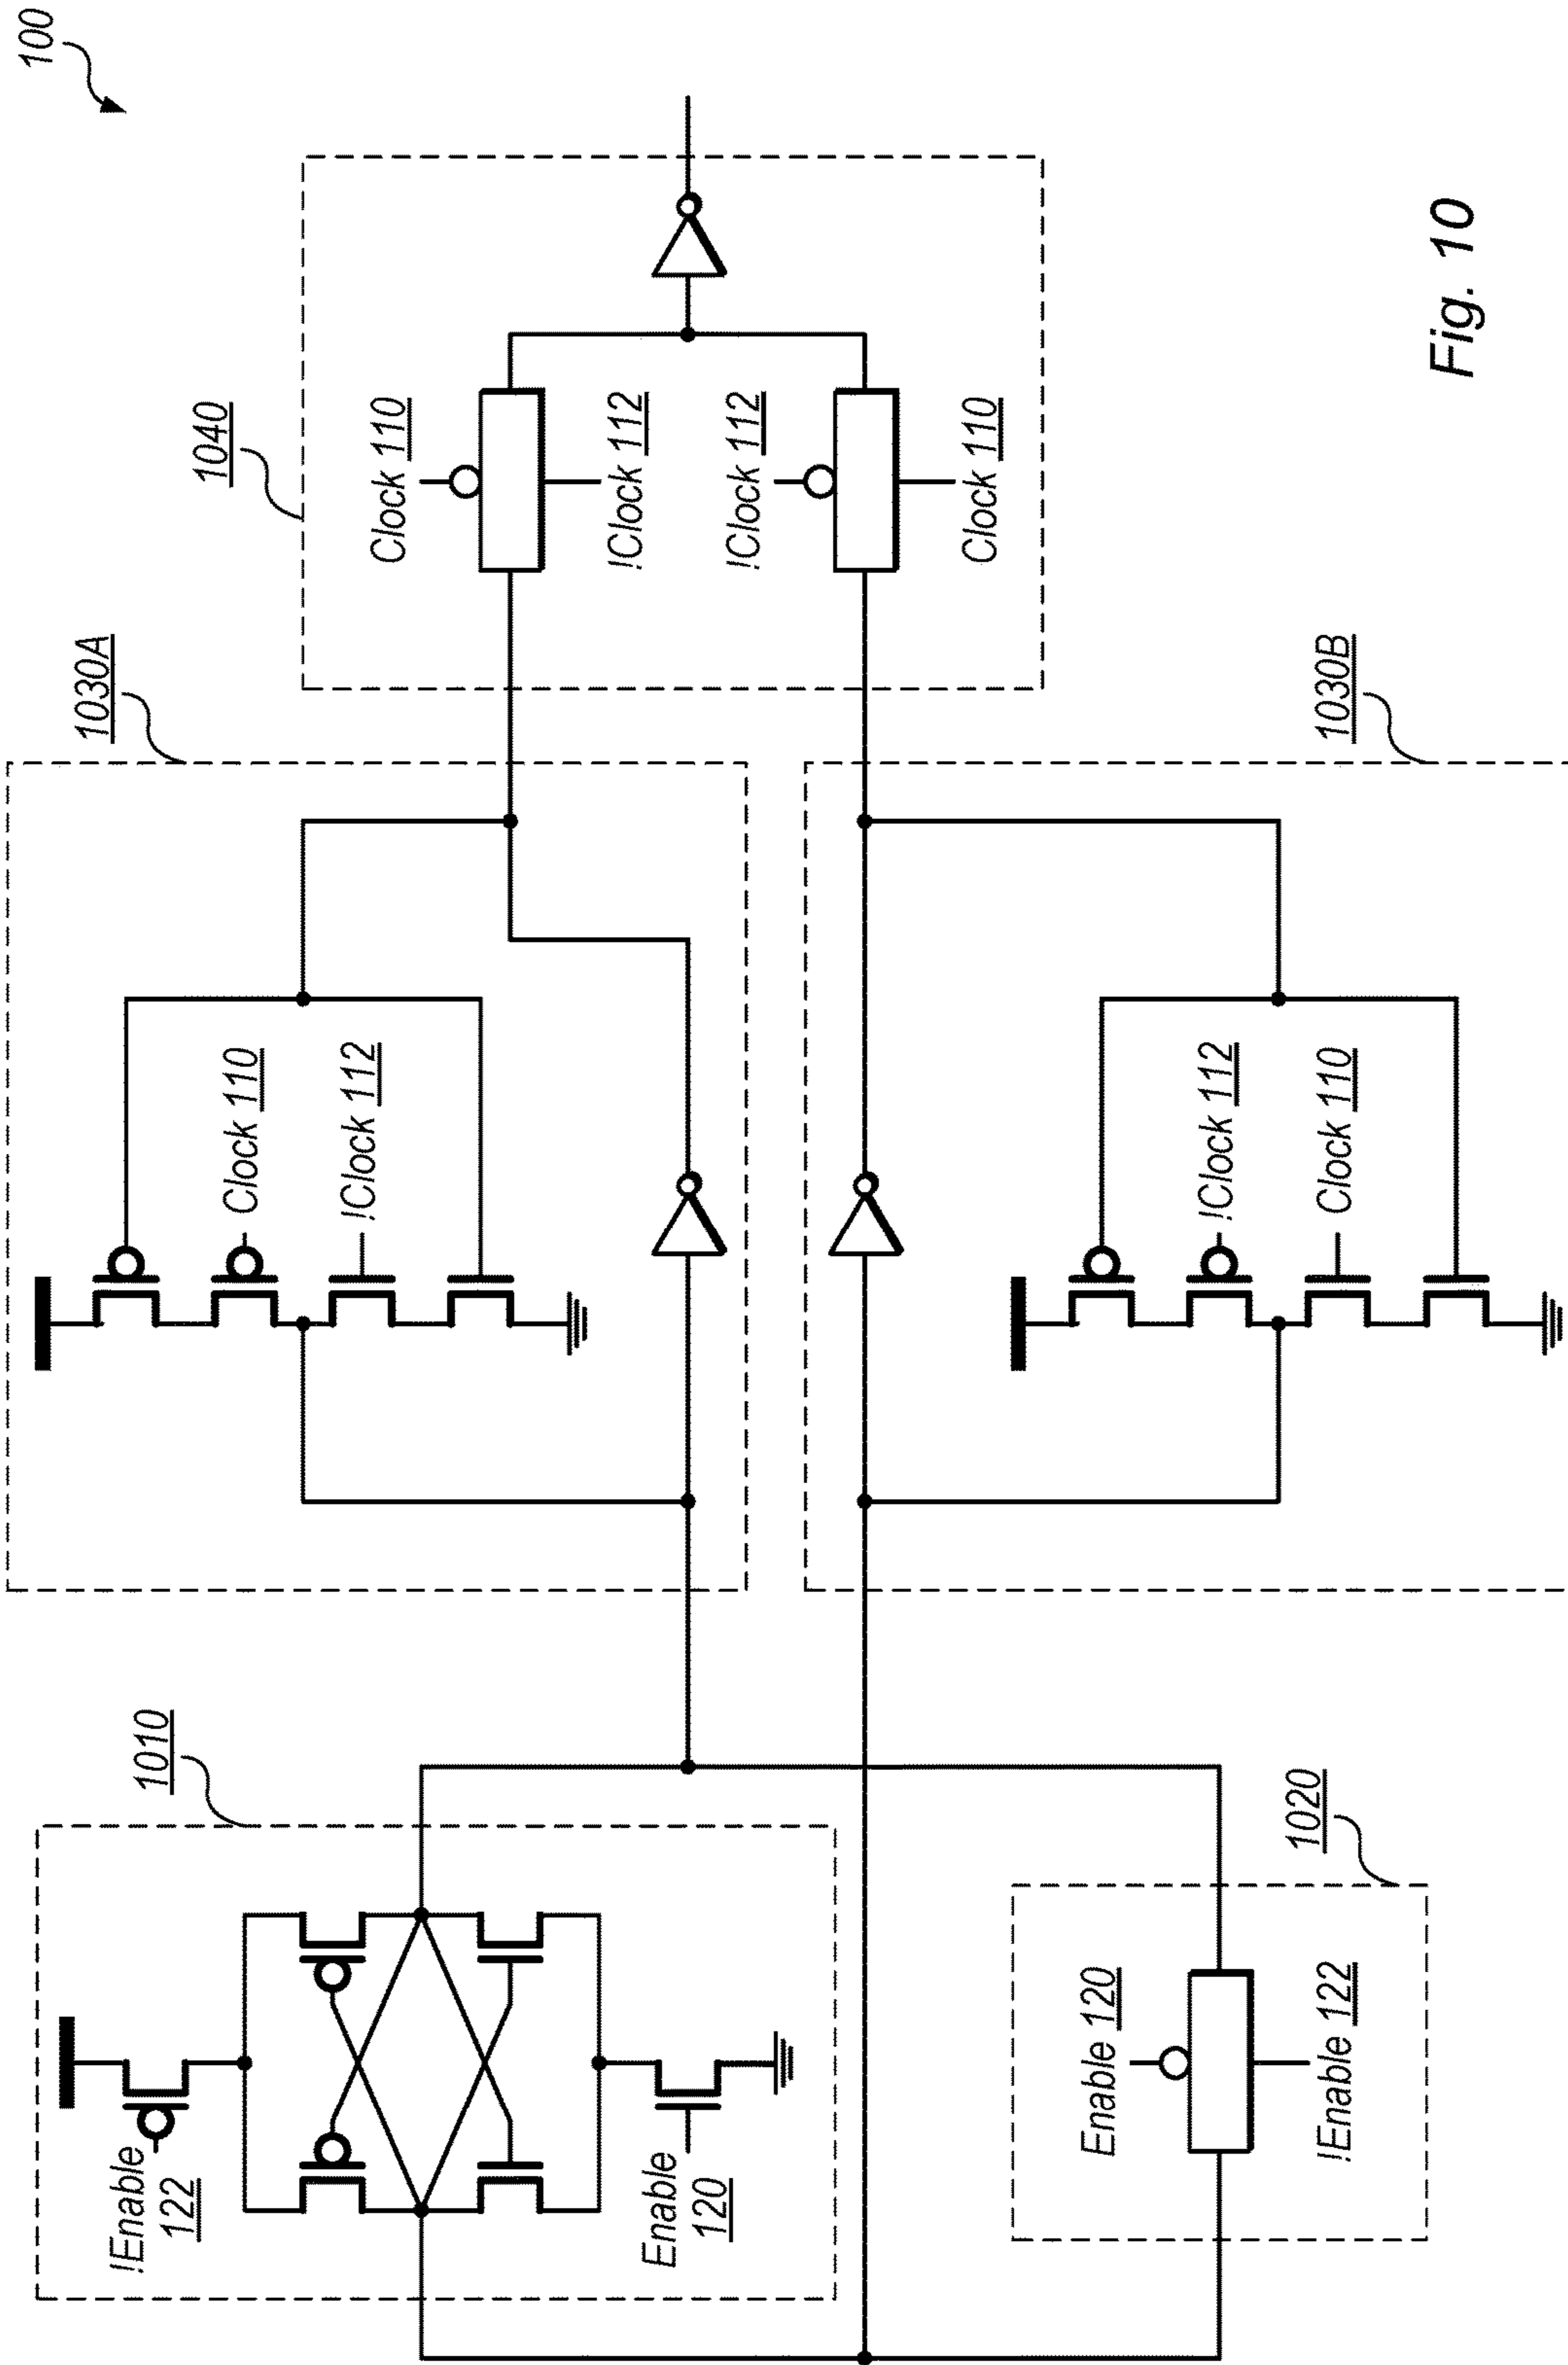 100
1010
!Enable
122
Enable
120
1020
Enable 120
!Enable 122
1030A
Clock 110
!Clock 112
1030B
!Clock 112
Clock 110
1040
Clock 110
!Clock 112
!Clock 112
Clock 110
Fig. 10